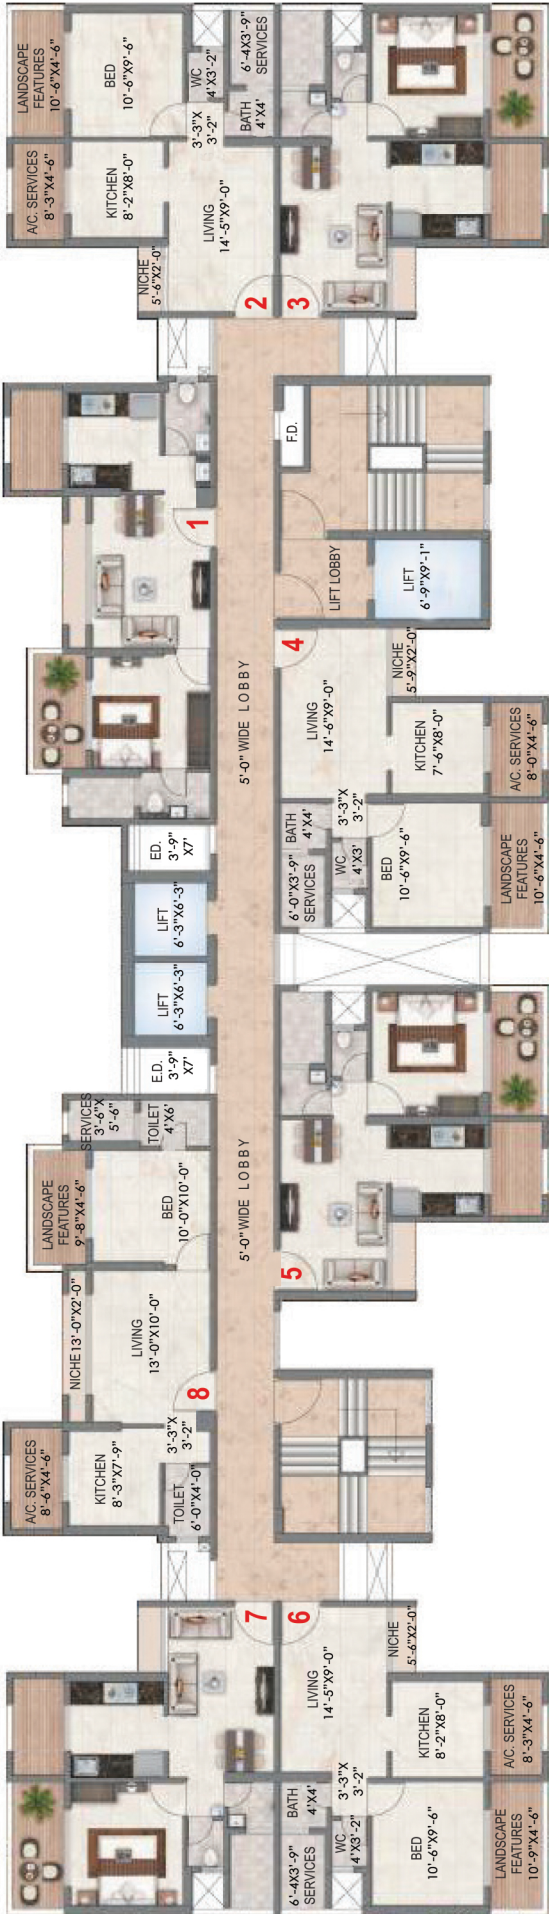 LANDSCAPE
FEATURES
10'-6"X4'-6"
BED
10'-6"X9'-6"
WC
4'X3'-2"
6'-4X3'-9"
SERVICES
A/C. SERVICES
8'-3"X4'-6"
KITCHEN
8'-2"X8'-0"
3'-3"X
3'-2"
BATH
4'X4'
LIVING
14'-5"X9'-0"
NICHE
5'-6"X2'-0"
2
3
F.D.
1
LIFT LOBBY
LIFT
6'-9"X9'-1"
4
5'-0" WIDE LOBBY
LIVING
14'-6"X9'-0"
NICHE
5'-9"X2'-0"
KITCHEN
7'-6"X8'-0"
A/C. SERVICES
8'-0"X4'-6"
BATH
4'X4'
3'-3"X
3'-2"
6'-0"X3'-9"
SERVICES
WC
4'X3'
BED
10'-6"X9'-6"
LANDSCAPE
FEATURES
10'-6"X4'-6"
ED.
3'-9"
X7'
LIFT
6'-3"X6'-3"
LIFT
6'-3"X6'-3"
E.D.
3'-9"
X7'
SERVICES
3'-6"X
5'-6"
TOILET
4'X6'
LANDSCAPE
FEATURES
9'-8"X4'-6"
BED
10'-0"X10'-0"
5'-0" WIDE LOBBY
5
NICHE 13'-0"X2'-0"
LIVING
13'-0"X10'-0"
8
A/C. SERVICES
8'-6"X4'-6"
KITCHEN
8'-3"X7'-9"
3'-3"X
3'-2"
TOILET
6'-0"X4'-0"
7
6
LIVING
14'-5"X9'-0"
NICHE
5'-6"X2'-0"
KITCHEN
8'-2"X8'-0"
A/C. SERVICES
8'-3"X4'-6"
3'-3"X
3'-2"
BATH
4'X4'
6'-4X3'-9"
SERVICES
WC
4'X3'-2"
BED
10'-6"X9'-6"
LANDSCAPE
FEATURES
10'-9"X4'-6"